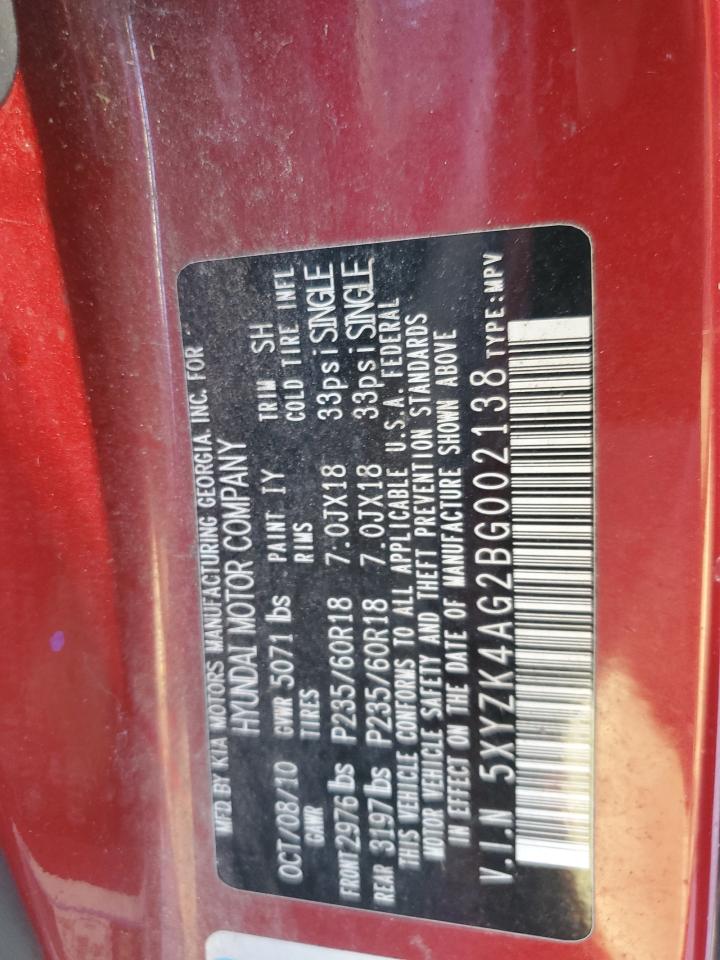 MFD BY KIA MOTORS MANUFACTURING GEORGIA. INC. FOR
HYUNDAI MOTOR COMPANY
OCT/08/10 GVWR 5071 lbs PAINT IY TRIM SH
GAWR TIRES RIMS COLD TIRE INFL
FRONT 2976 lbs P235/60R18 7.0JX18 33psi SINGLE
REAR 3197 lbs P235/60R18 7.0JX18 33psi SINGLE
THIS VEHICLE CONFORMS TO ALL APPLICABLE U.S.A. FEDERAL
MOTOR VEHICLE SAFETY AND THEFT PREVENTION STANDARDS
IN EFFECT ON THE DATE OF MANUFACTURE SHOWN ABOVE
V.I.N 5XYZK4AG2BG002138 TYPE:MPV